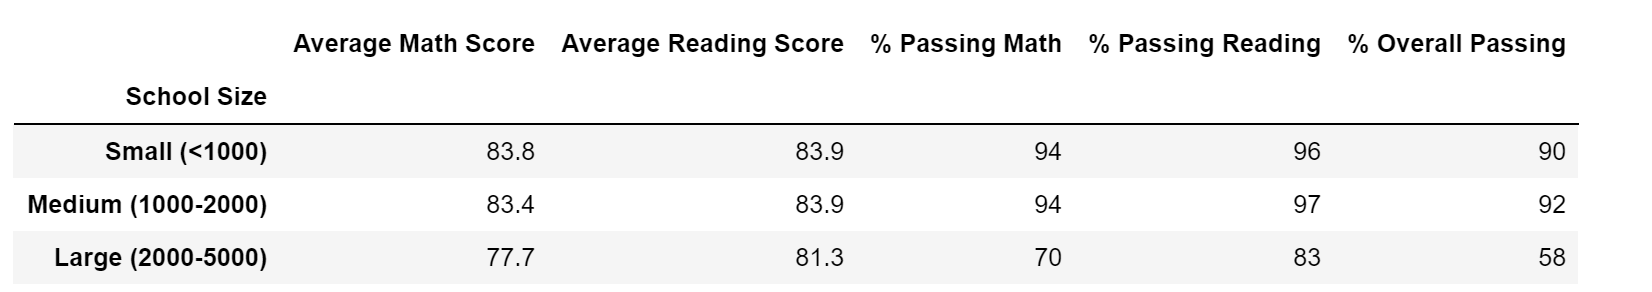 Average Math Score Average Reading Score % Passing Math % Passing Reading % Overall Passing
School Size
Small (<1000) 83.8 83.9 94 96 90
Medium (1000-2000) 83.4 83.9 94 97 92
Large (2000-5000) 77.7 81.3 70 83 58